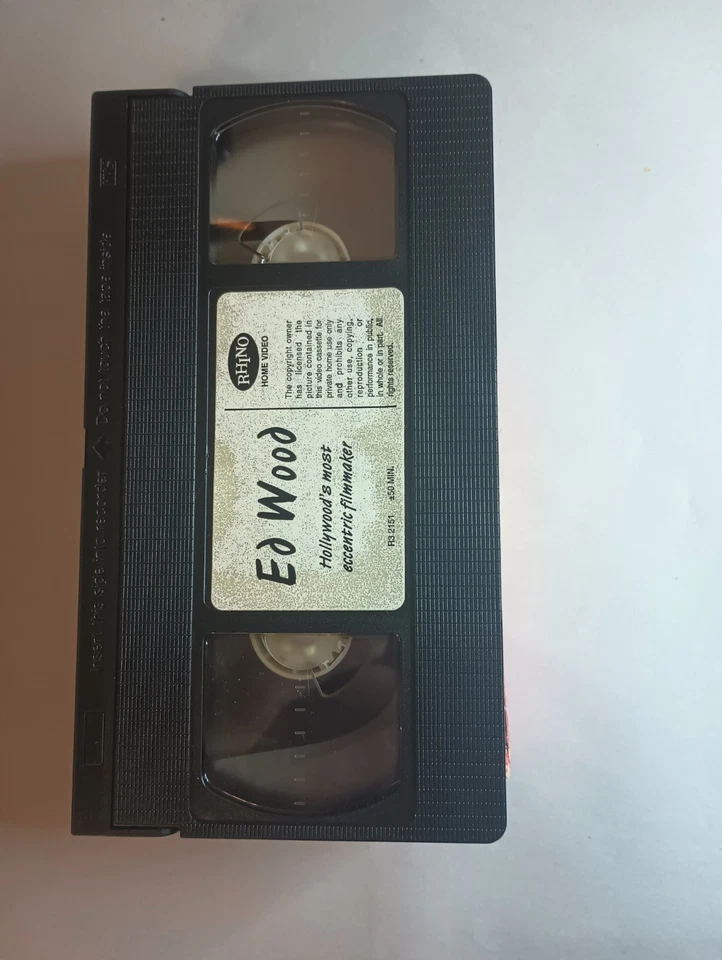 VHS
Insert this side into recorder Do not touch the tape inside
RHINO
HOME VIDEO
The copyright owner
has licensed the
picture contained in
this video cassette for
private home use only
and prohibits any
other use, copying,
reproduction or
performance in public,
in whole or in part. All
rights reserved.
Ed Wood
Hollywood's most
eccentric filmmaker
R3 2151 ±50 MIN.